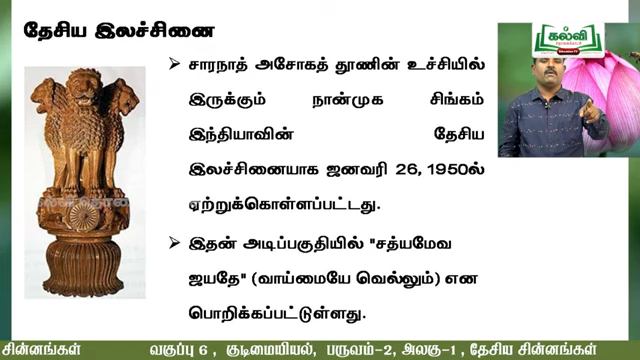 தேசிய இலச்சினை
கல்வி
➢ சாரநாத் அசோகத் தூணின் உச்சியில்
இருக்கும் நான்முக சிங்கம்
இந்தியாவின் தேசிய
இலச்சினையாக ஜனவரி 26, 1950ல்
ஏற்றுக்கொள்ளப்பட்டது.
➢ இதன் அடிப்பகுதியில் "சத்யமேவ
ஜயதே" (வாய்மையே வெல்லும்) என
பொறிக்கப்பட்டுள்ளது.
சின்னங்கள் வகுப்பு 6 , குடிமையியல், பருவம்-2, அலகு-1 , தேசிய சின்னங்கள்